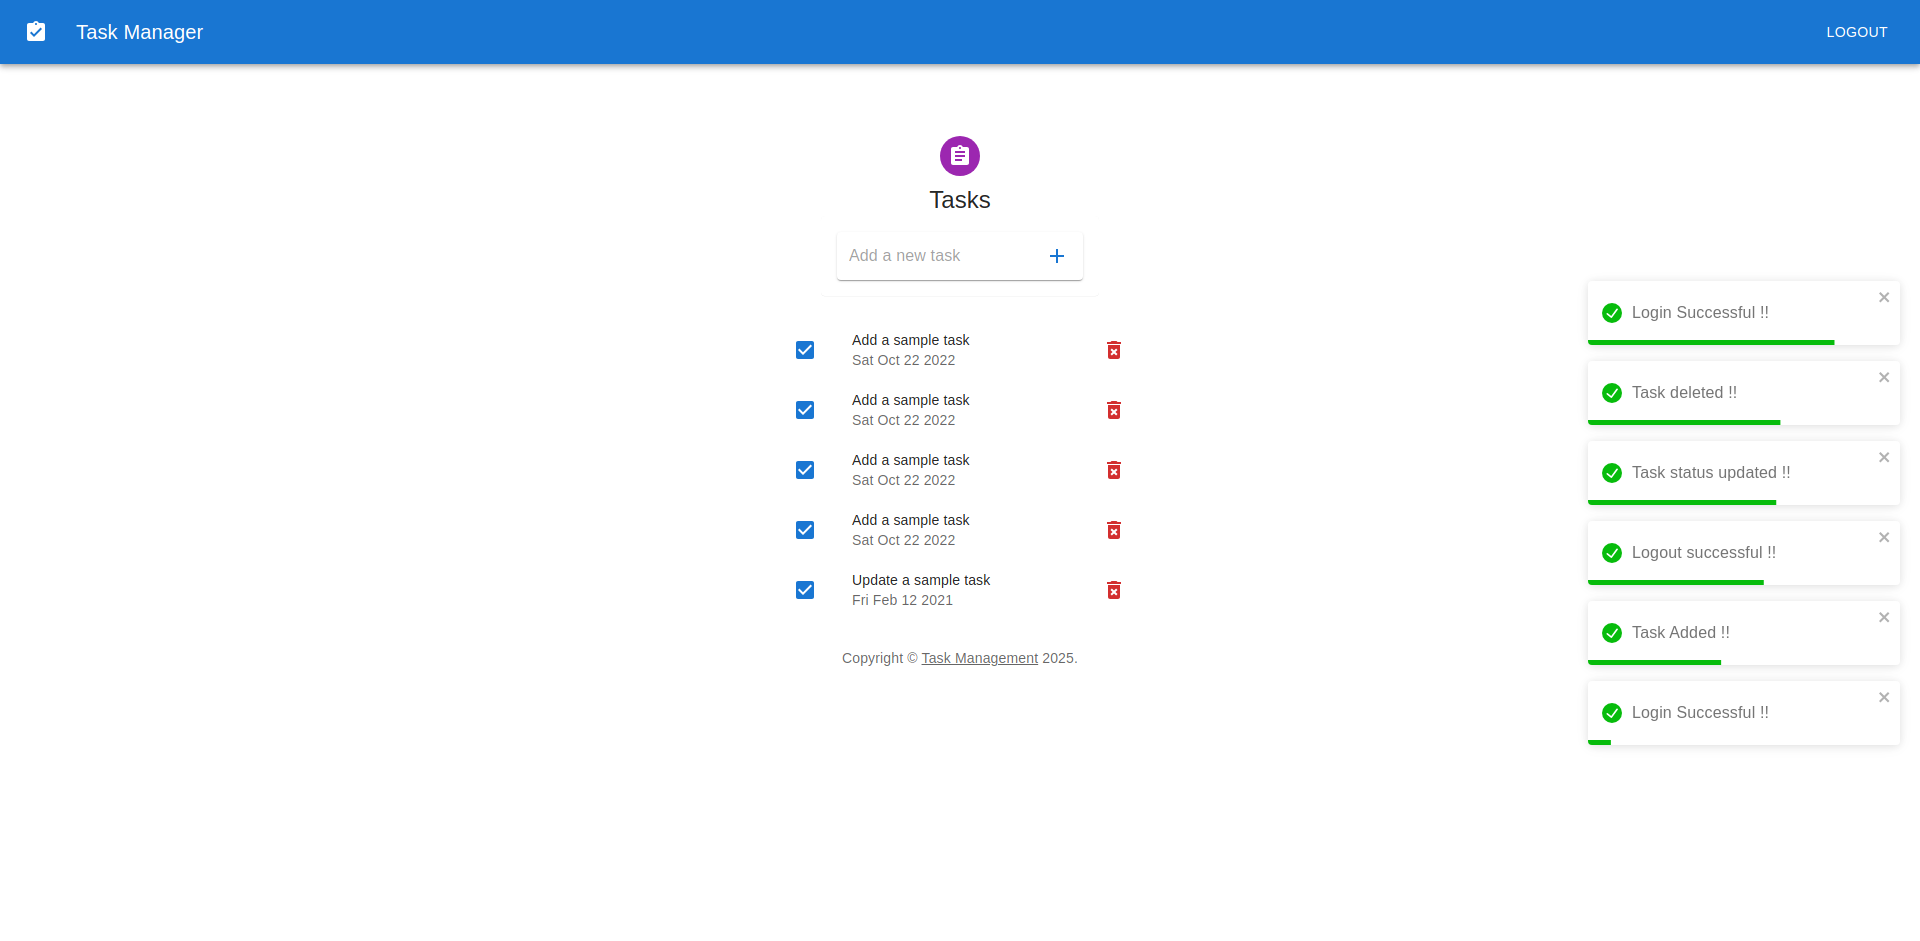 Task Manager
LOGOUT
Tasks
Add a new task
Add a sample task
Sat Oct 22 2022
Add a sample task
Sat Oct 22 2022
Add a sample task
Sat Oct 22 2022
Add a sample task
Sat Oct 22 2022
Update a sample task
Fri Feb 12 2021
Copyright © Task Management 2025.
Login Successful !!
Task deleted !!
Task status updated !!
Logout successful !!
Task Added !!
Login Successful !!